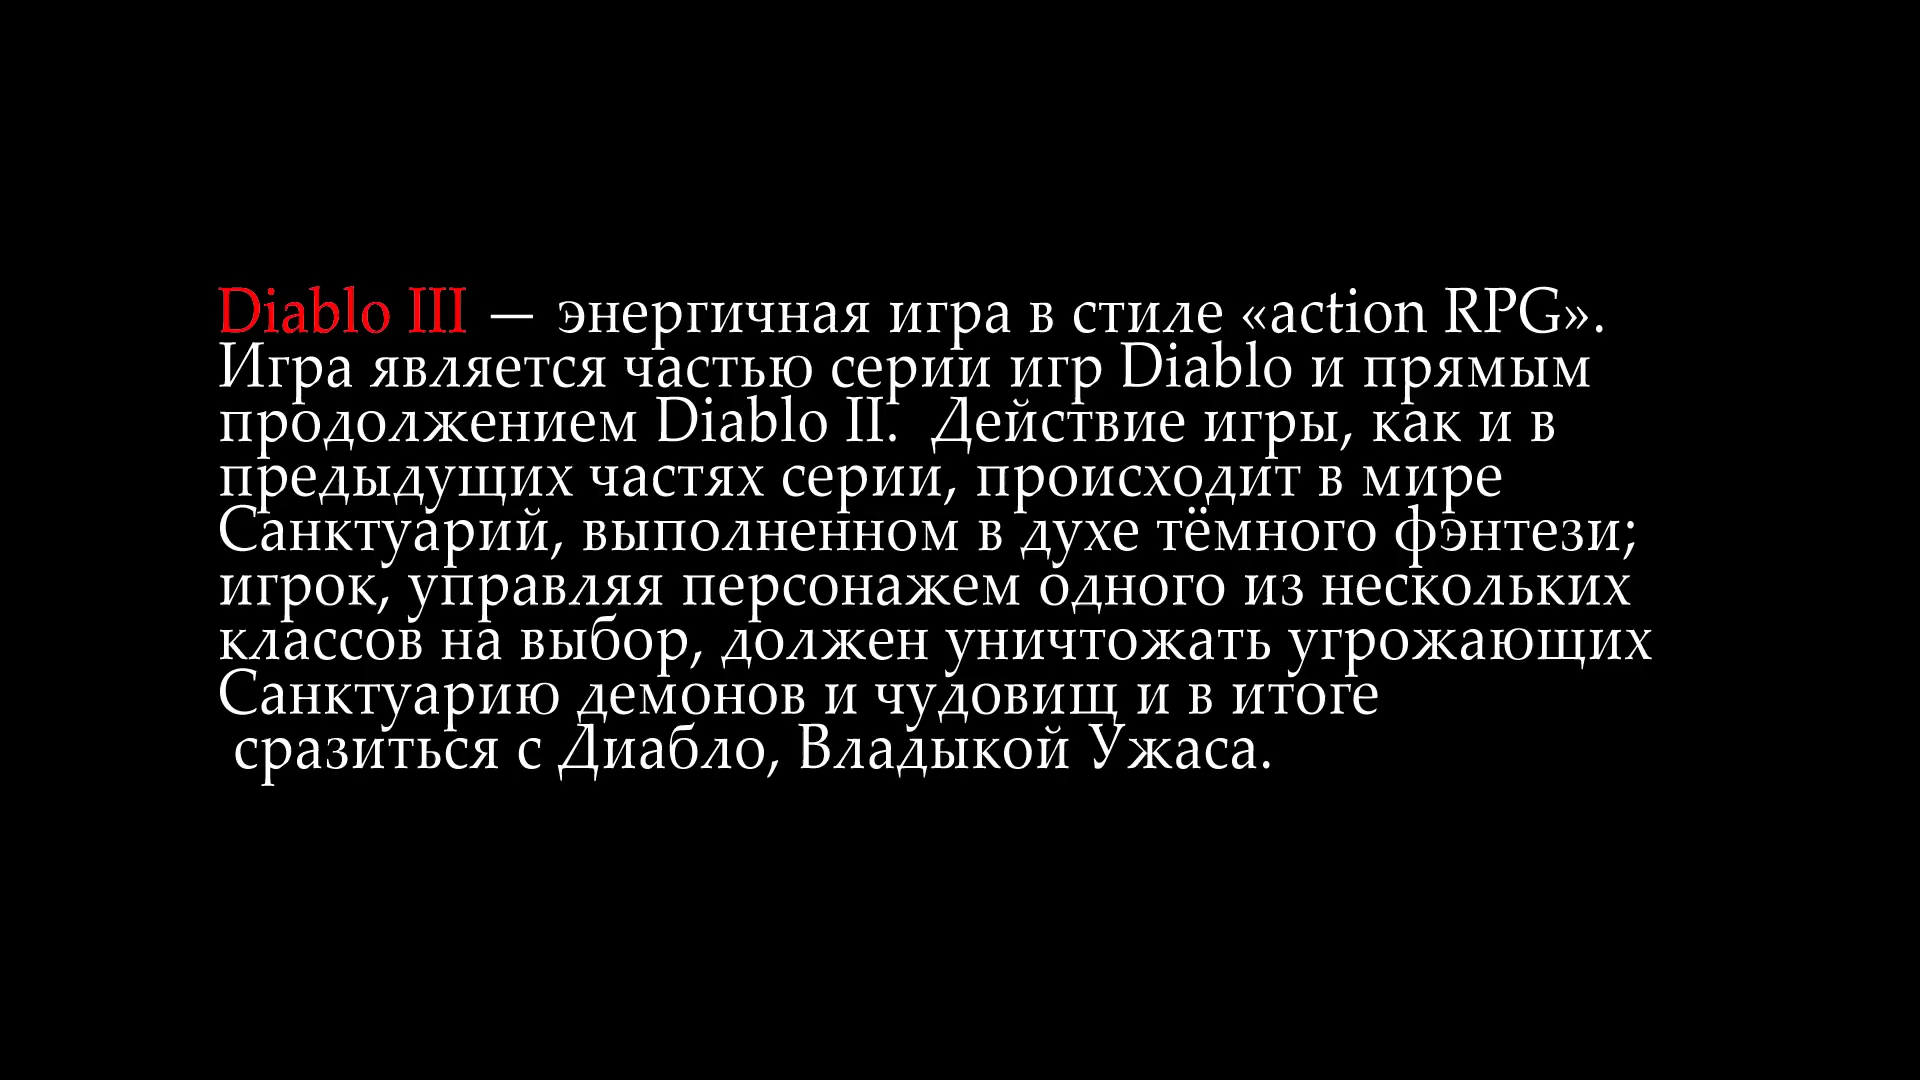 Diablo III — энергичная игра в стиле «action RPG».
Игра является частью серии игр Diablo и прямым
продолжением Diablo II.  Действие игры, как и в
предыдущих частях серии, происходит в мире
Санктуарий, выполненном в духе тёмного фэнтези;
игрок, управляя персонажем одного из нескольких
классов на выбор, должен уничтожать угрожающих
Санктуарию демонов и чудовищ и в итоге
сразиться с Диабло, Владыкой Ужаса.